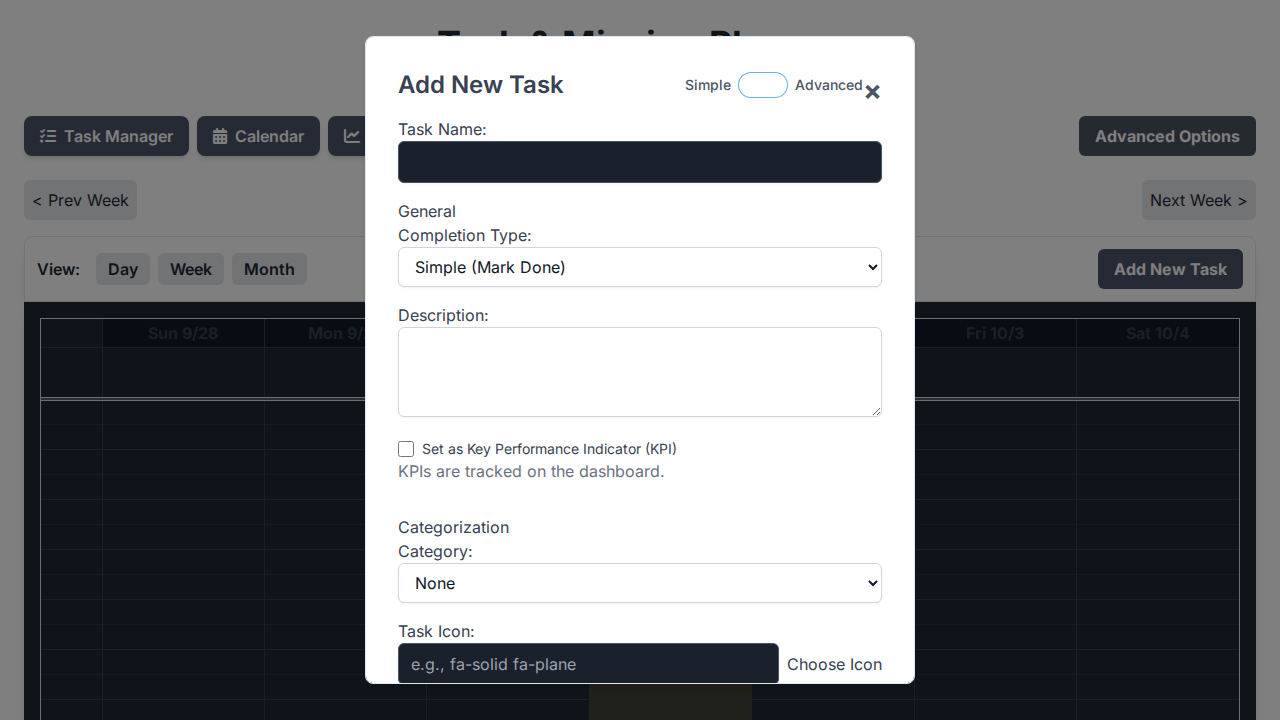 Add New Task
Simple Advanced ×
Task Name:
Task Manager
Calendar
Advanced Options
< Prev Week
Next Week >
General
Completion Type:
Simple (Mark Done)
View: Day Week Month
Add New Task
Description:
Sun 9/28
Mon 9/
Fri 10/3
Sat 10/4
Set as Key Performance Indicator (KPI)
KPIs are tracked on the dashboard.
Categorization
Category:
None
Task Icon:
e.g., fa-solid fa-plane
Choose Icon